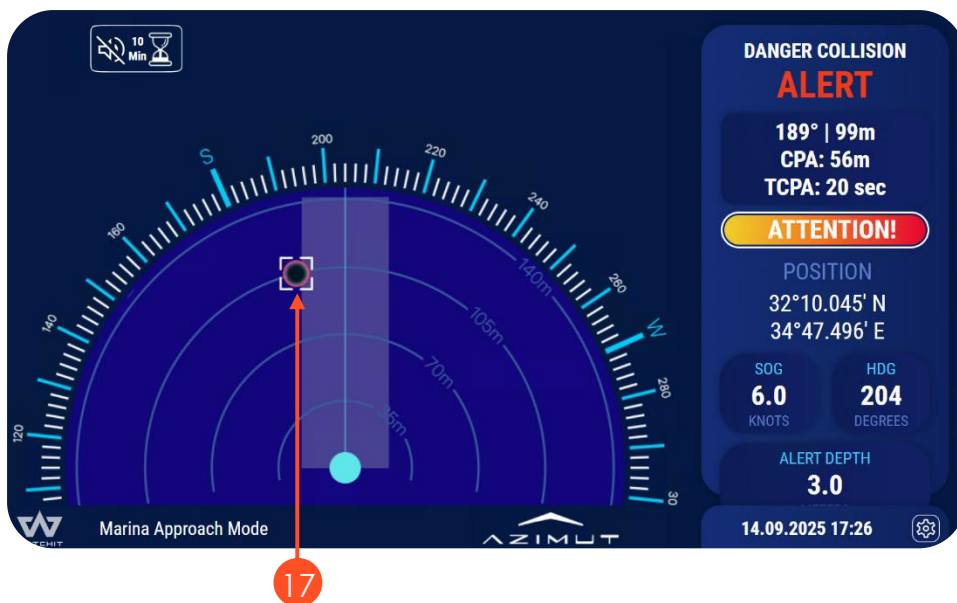 10
Min
DANGER COLLISION
ALERT
189° | 99m
CPA: 56m
TCPA: 20 sec
ATTENTION!
POSITION
32°10.045' N
34°47.496' E
SOG
6.0
KNOTS
HDG
204
DEGREES
ALERT DEPTH
3.0
14.09.2025 17:26
120
140
160
S
200
220
240
260
W
280
30
140m
105m
70m
35m
Marina Approach Mode
AZIMUT
17